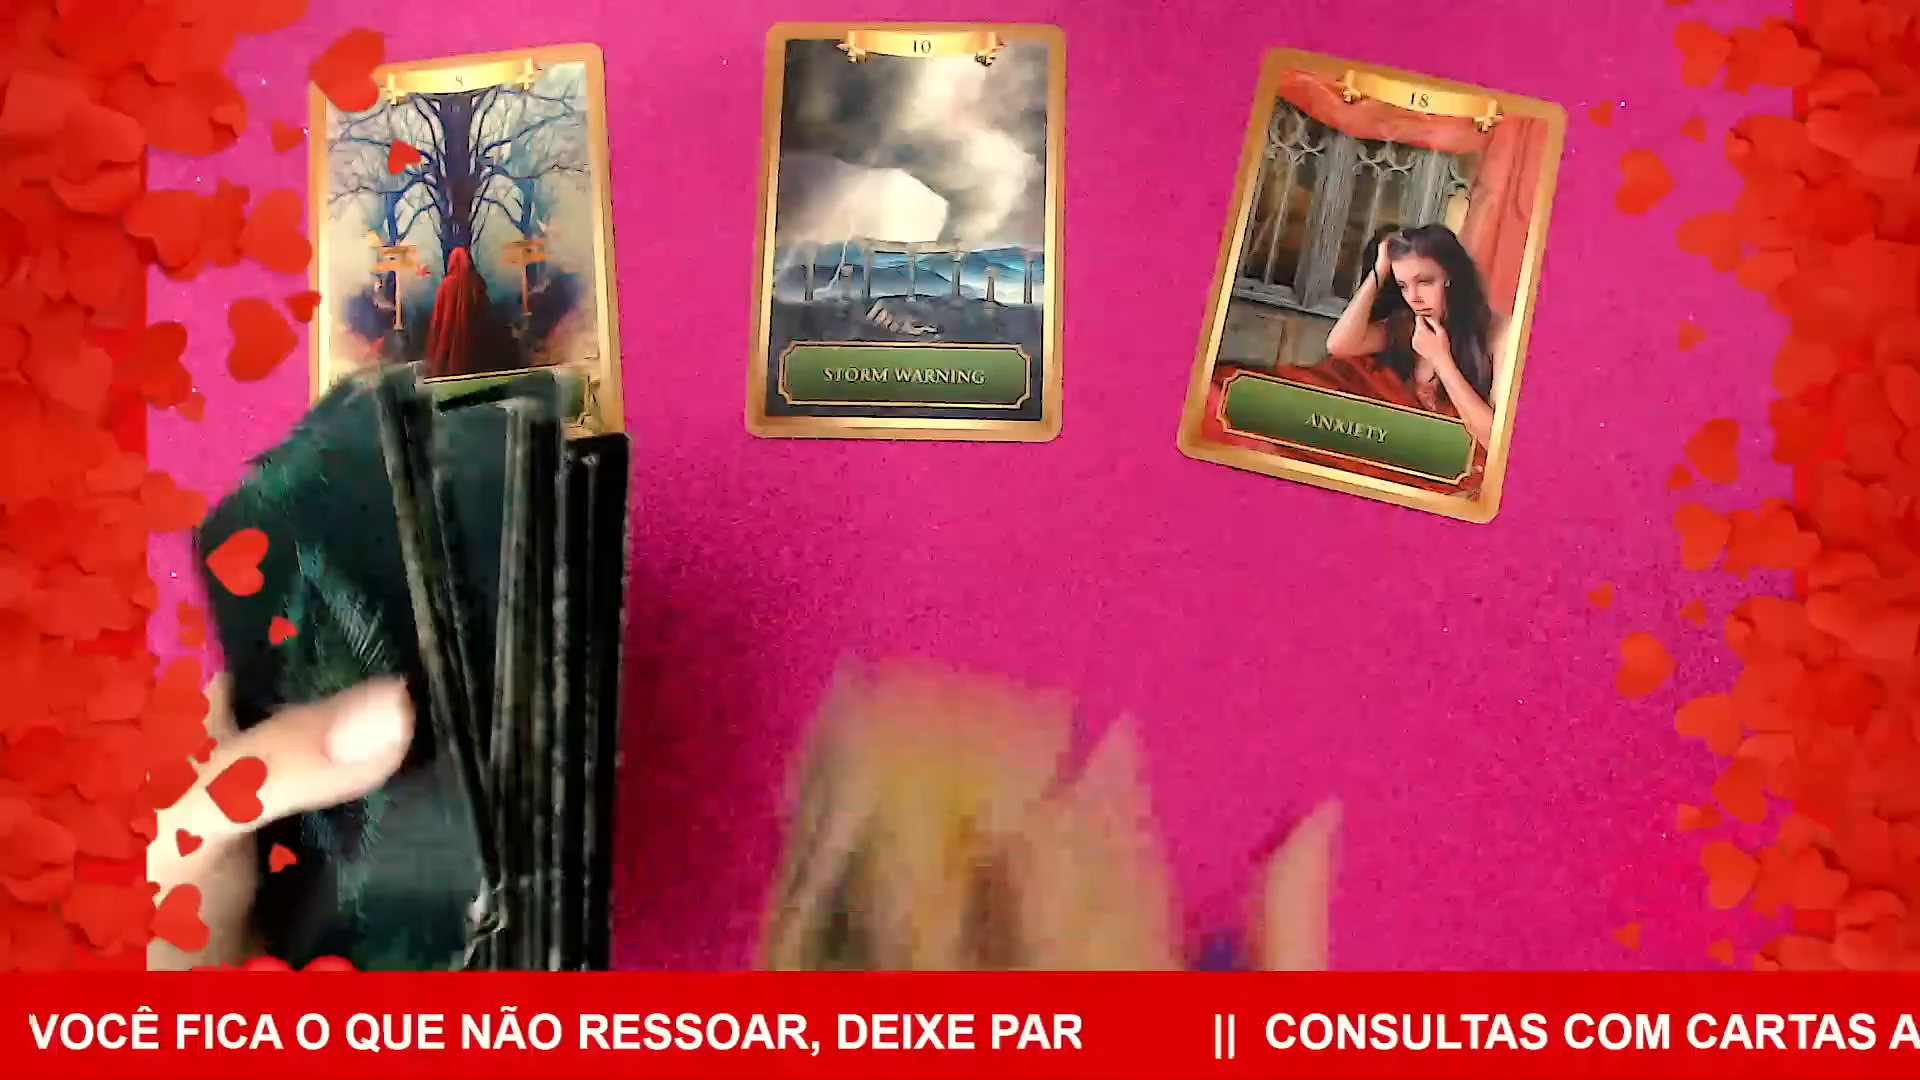 10
18
STORM WARNING
ANXIETY
VOCÊ FICA O QUE NÃO RESSOAR, DEIXE PAR || CONSULTAS COM CARTAS A